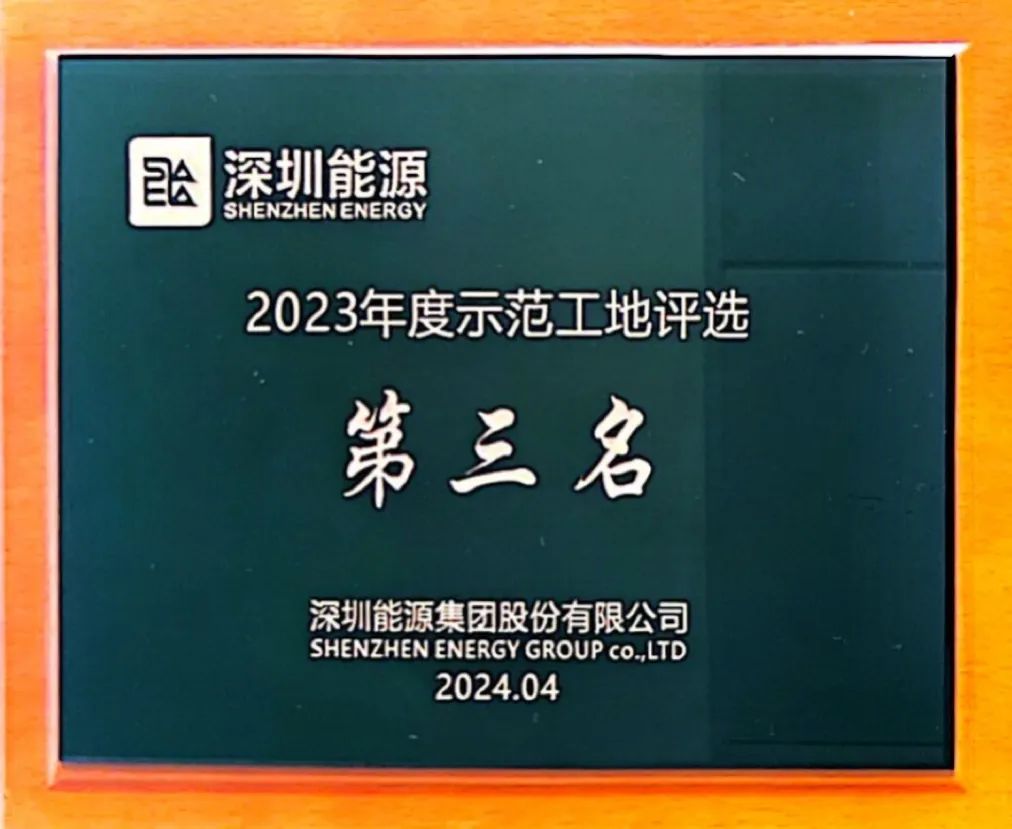 深圳能源
SHENZHEN ENERGY
2023年度示范工地评选
第三名
深圳能源集团股份有限公司
SHENZHEN ENERGY GROUP co.,LTD
2024.04